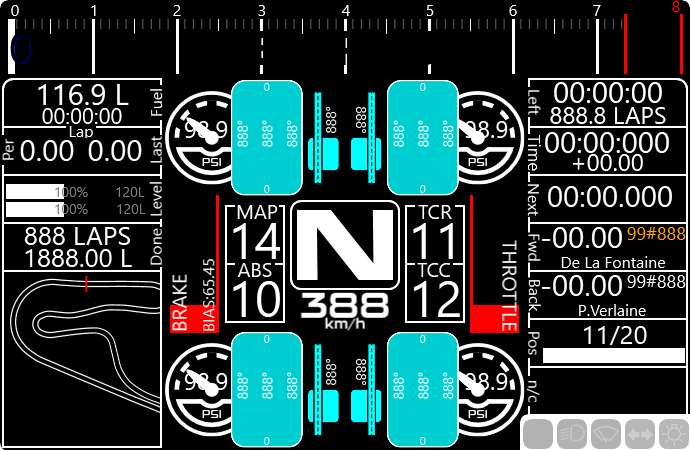 0 1 2 3 4 5 6 7 8
116.9 L
00:00:00
Fuel
Lap
Per
0.00 0.00
Last
100% 120L
100% 120L
Level
888 LAPS
1888.00 L
Done
0 0
98.9 888° 888° 888° 888° 888° 888° 888° 888° 98.9
PSI PSI
0 0
MAP
14
ABS
10
N
388
km/h
TCR
11
TCC
12
BRAKE
BIAS:65.45
THROTTLE
0 0
98.9 888° 888° 888° 888° 888° 888° 888° 888° 98.9
PSI PSI
0 0
Left
00:00:00
888.8 LAPS
Time
00:00:000
+00.00
Next
00:00.000
Fwd
-00.00 99#888
De La Fontaine
Back
-00.00 99#888
P.Verlaine
Pos
11/20
n/c